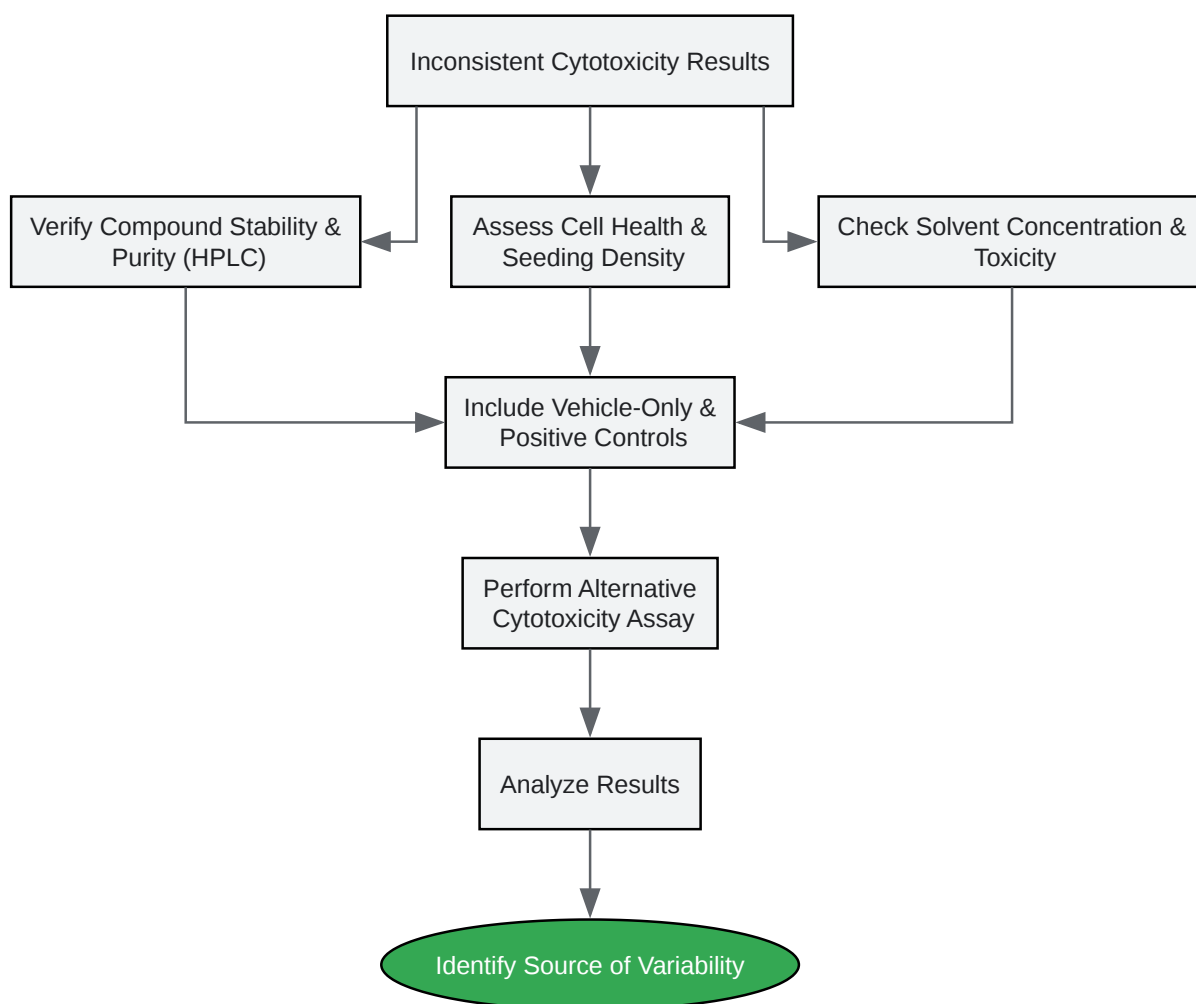 Inconsistent Cytotoxicity Results
Verify Compound Stability &
Purity (HPLC)
Assess Cell Health &
Seeding Density
Check Solvent Concentration &
Toxicity
Include Vehicle-Only &
Positive Controls
Perform Alternative
Cytotoxicity Assay
Analyze Results
Identify Source of Variability